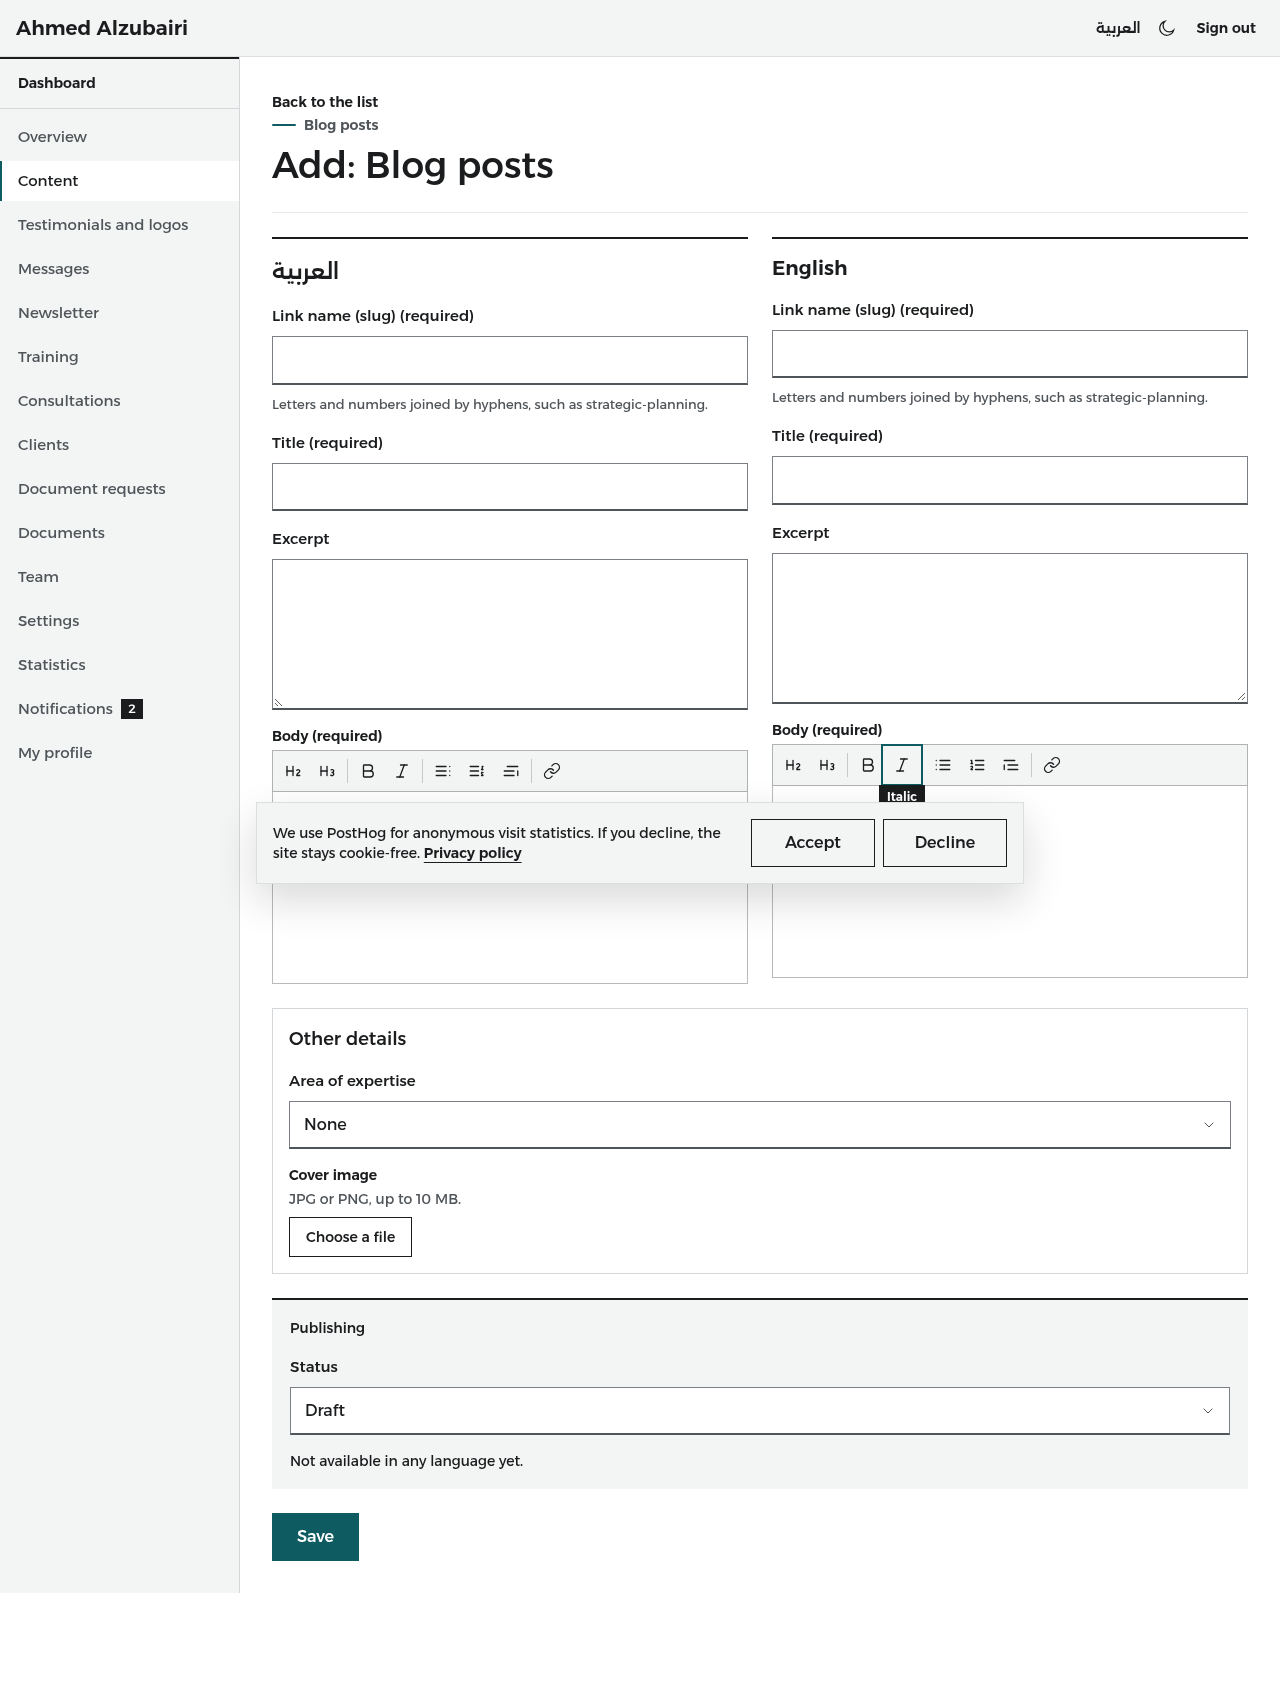 Ahmed Alzubairi
العربية
Sign out
Dashboard
Overview
Content
Testimonials and logos
Messages
Newsletter
Training
Consultations
Clients
Document requests
Documents
Team
Settings
Statistics
Notifications 2
My profile
Back to the list
Blog posts
Add: Blog posts
العربية
Link name (slug) (required)
Letters and numbers joined by hyphens, such as strategic-planning.
Title (required)
Excerpt
Body (required)
H2 H3 B I
English
Link name (slug) (required)
Letters and numbers joined by hyphens, such as strategic-planning.
Title (required)
Excerpt
Body (required)
H2 H3 B I
Italic
We use PostHog for anonymous visit statistics. If you decline, the
site stays cookie-free. Privacy policy
Accept
Decline
Other details
Area of expertise
None
Cover image
JPG or PNG, up to 10 MB.
Choose a file
Publishing
Status
Draft
Not available in any language yet.
Save